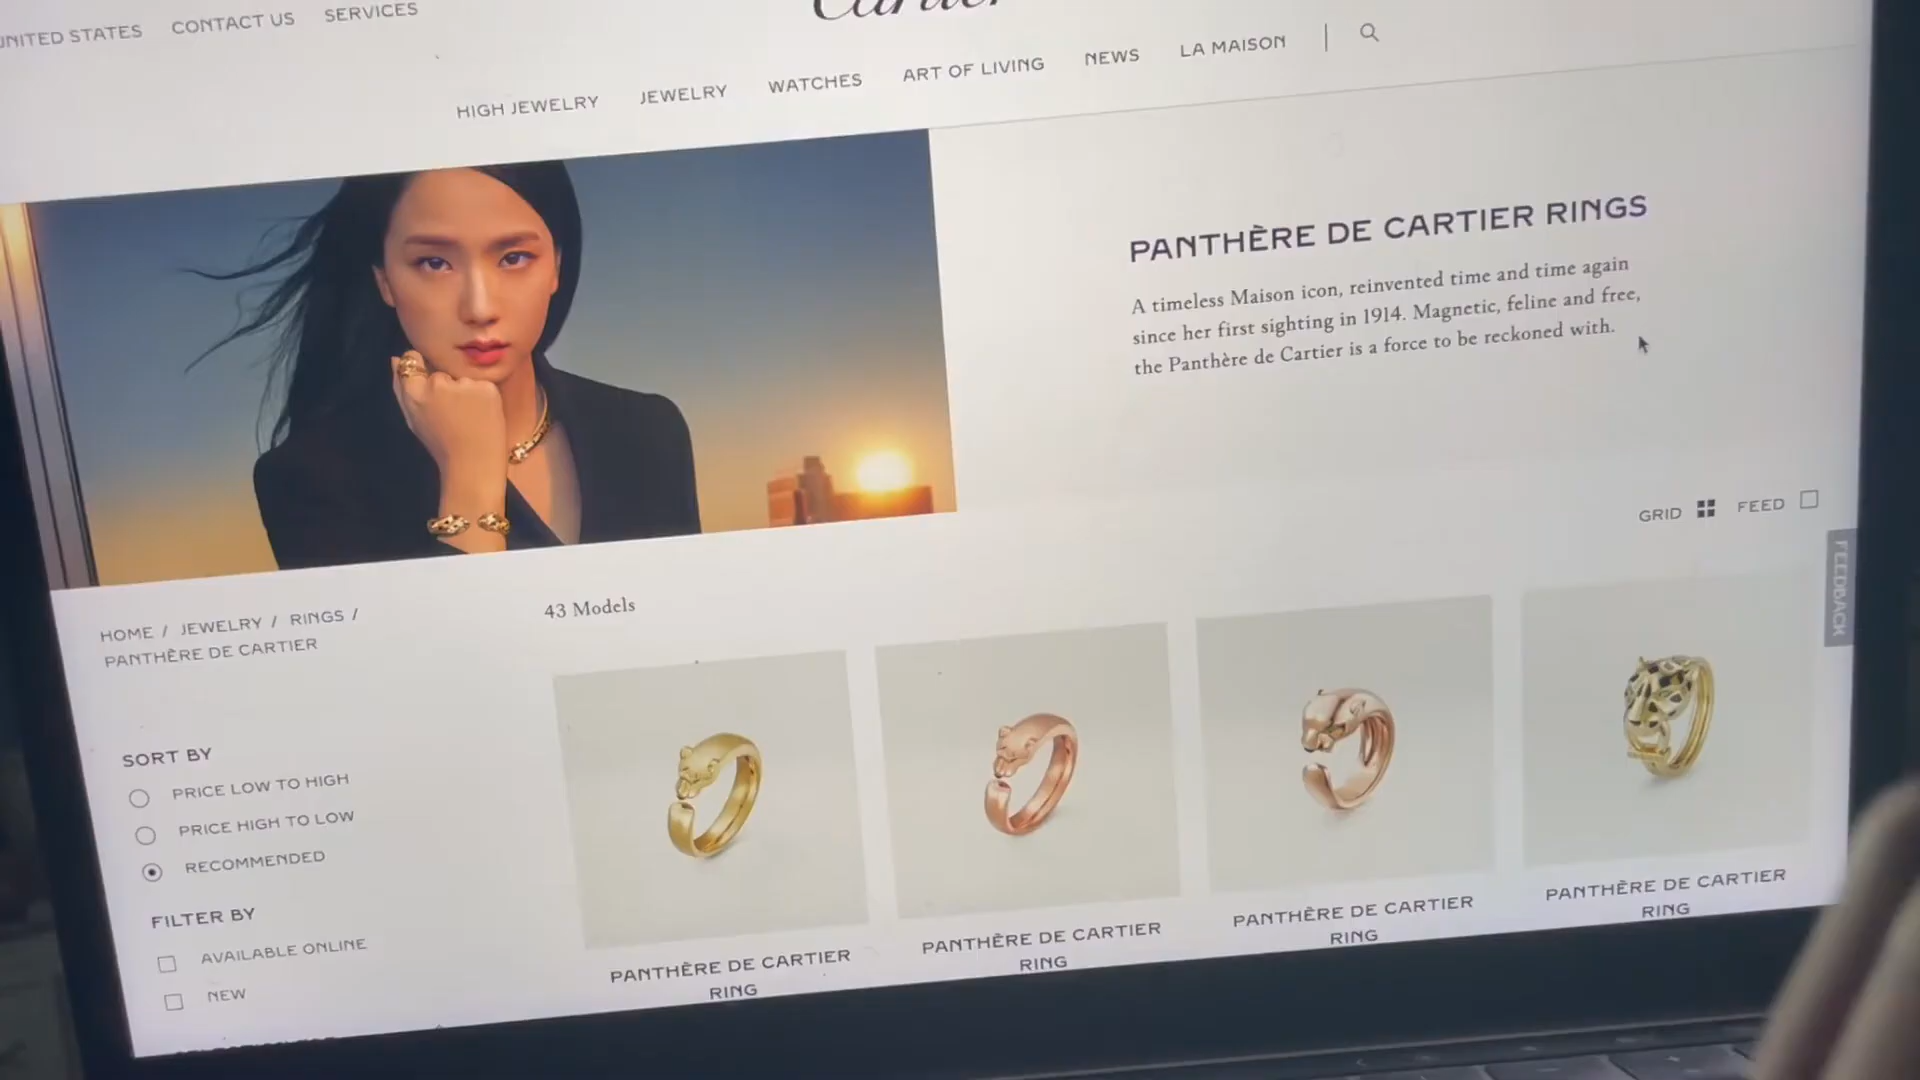 UNITED STATES CONTACT US SERVICES
Cartier
HIGH JEWELRY JEWELRY WATCHES ART OF LIVING NEWS LA MAISON
PANTHÈRE DE CARTIER RINGS
A timeless Maison icon, reinvented time and time again
since her first sighting in 1914. Magnetic, feline and free,
the Panthère de Cartier is a force to be reckoned with.
GRID FEED
FEEDBACK
HOME / JEWELRY / RINGS /
PANTHÈRE DE CARTIER
43 Models
SORT BY
PRICE LOW TO HIGH
PRICE HIGH TO LOW
RECOMMENDED
FILTER BY
AVAILABLE ONLINE
NEW
PANTHÈRE DE CARTIER
RING
PANTHÈRE DE CARTIER
RING
PANTHÈRE DE CARTIER
RING
PANTHÈRE DE CARTIER
RING